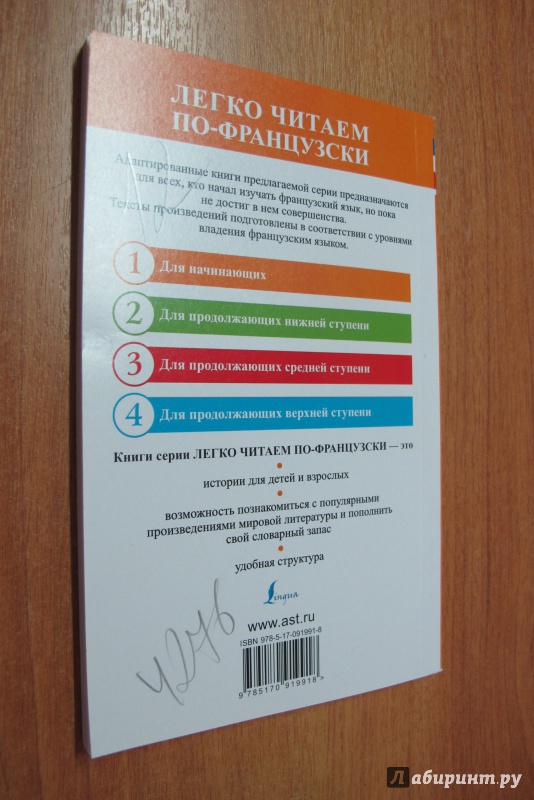 ЛЕГКО ЧИТАЕМ
ПО-ФРАНЦУЗСКИ
Адаптированные книги предлагаемой серии предназначаются
для всех, кто начал изучать французский язык, но пока
не достиг в нем совершенства.
Тексты произведений подготовлены в соответствии с уровнями
владения французским языком.
1 Для начинающих
2 Для продолжающих нижней ступени
3 Для продолжающих средней ступени
4 Для продолжающих верхней ступени
Книги серии ЛЕГКО ЧИТАЕМ ПО-ФРАНЦУЗСКИ — это
истории для детей и взрослых
возможность познакомиться с популярными
произведениями мировой литературы и пополнить
свой словарный запас
удобная структура
Lingua
www.ast.ru
ISBN 978-5-17-091991-8
9 785170 919918 >
Лабиринт.ру